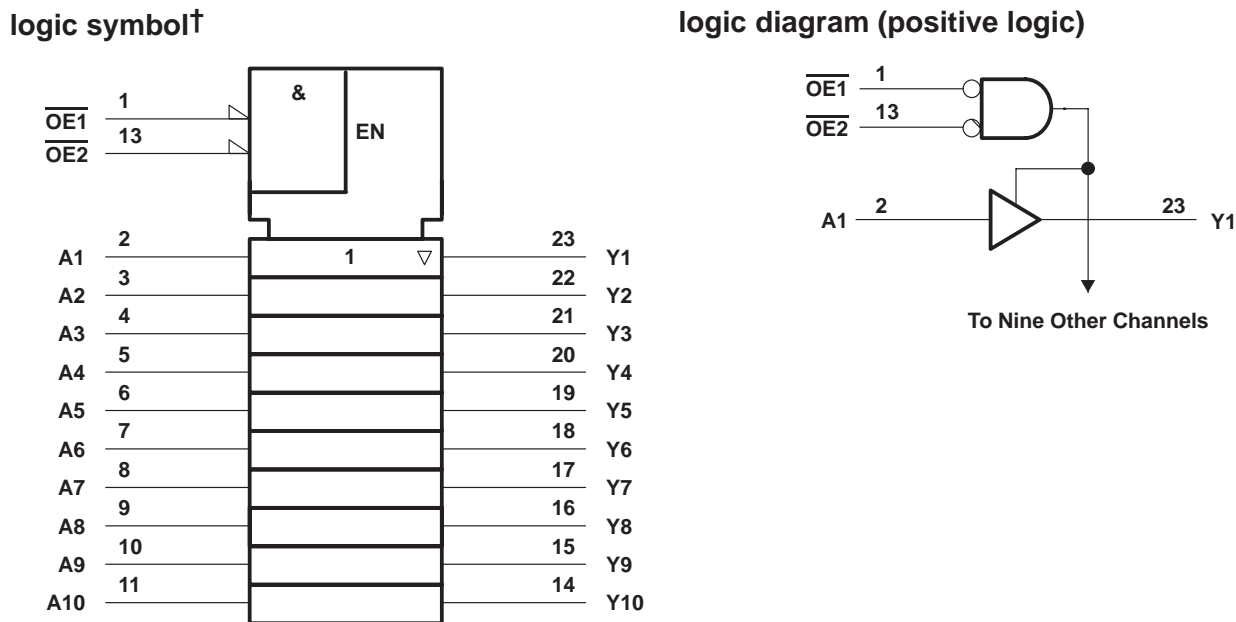 logic symbol†
&
EN
OE1 1
OE2 13
A1 2 1 ▽ 23 Y1
A2 3 22 Y2
A3 4 21 Y3
A4 5 20 Y4
A5 6 19 Y5
A6 7 18 Y6
A7 8 17 Y7
A8 9 16 Y8
A9 10 15 Y9
A10 11 14 Y10
logic diagram (positive logic)
OE1 1
OE2 13
A1 2 23 Y1
To Nine Other Channels